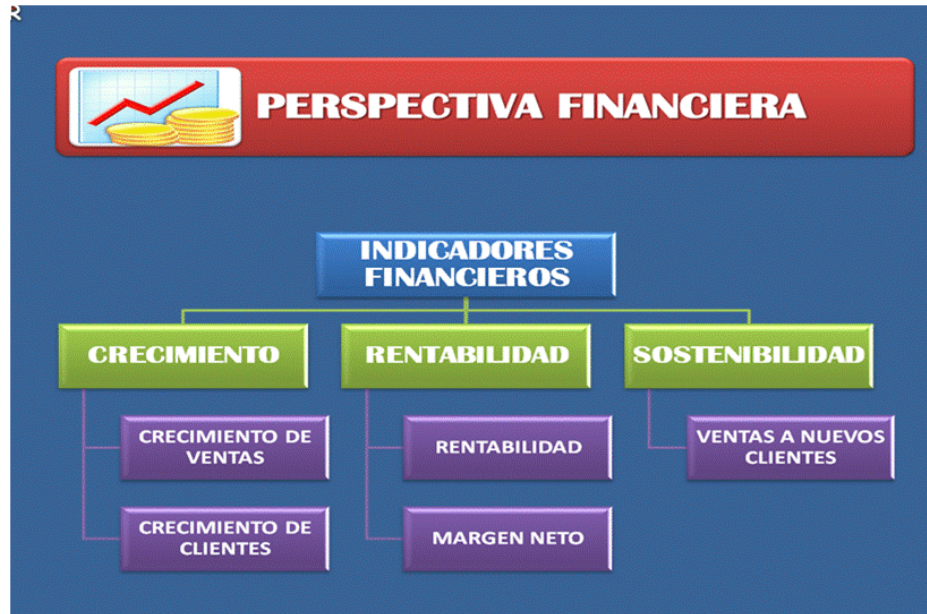 R
PERSPECTIVA FINANCIERA
INDICADORES
FINANCIEROS
CRECIMIENTO
RENTABILIDAD
SOSTENIBILIDAD
CRECIMIENTO DE
VENTAS
RENTABILIDAD
VENTAS A NUEVOS
CLIENTES
CRECIMIENTO DE
CLIENTES
MARGEN NETO